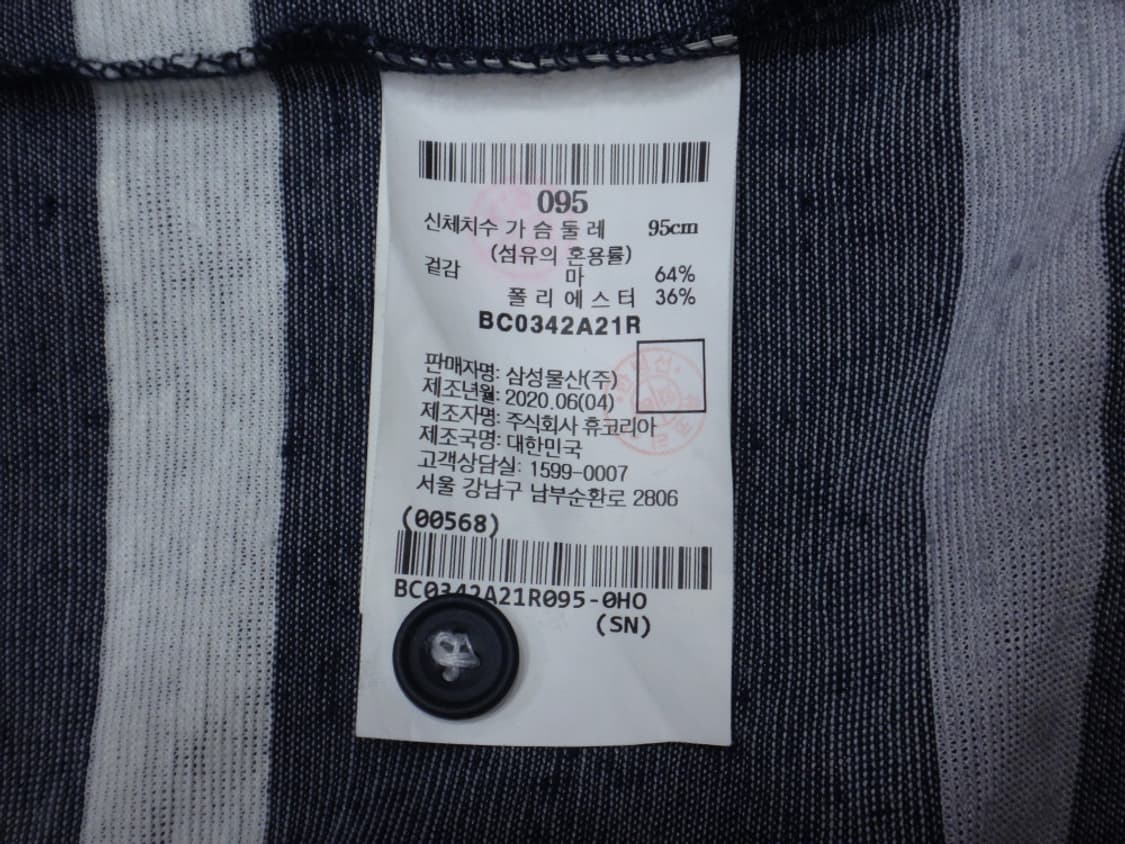 095
신체치수 가 슴 둘 레 95cm
(섬유의 혼용률)
겉감 마 64%
폴 리 에 스 터 36%
BC0342A21R
판매자명: 삼성물산(주)
제조년월: 2020.06(04)
제조자명: 주식회사 휴코리아
제조국명: 대한민국
고객상담실: 1599-0007
서울 강남구 남부순환로 2806
(00568)
BC0342A21R095-0HO
(SN)